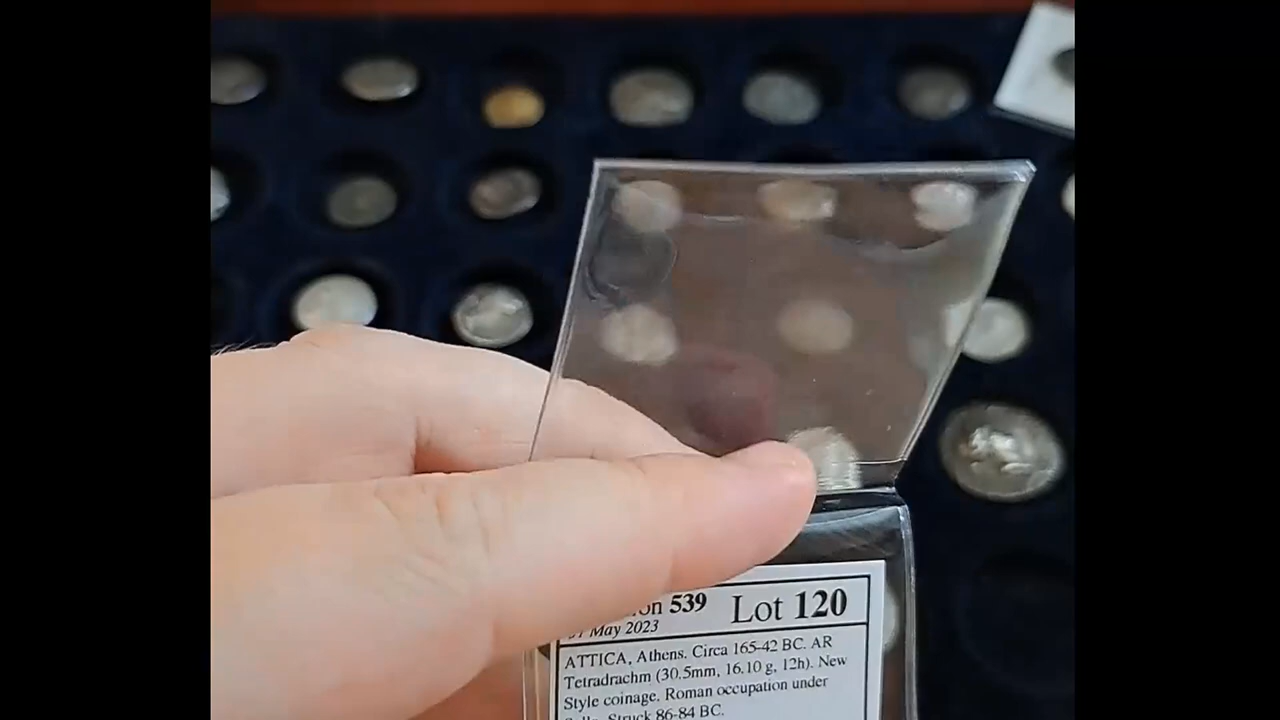 on 539 Lot 120
May 2023
ATTICA, Athens. Circa 165-42 BC. AR
Tetradrachm (30.5mm, 16.10 g, 12h). New
Style coinage. Roman occupation under
Struck 86-84 BC.